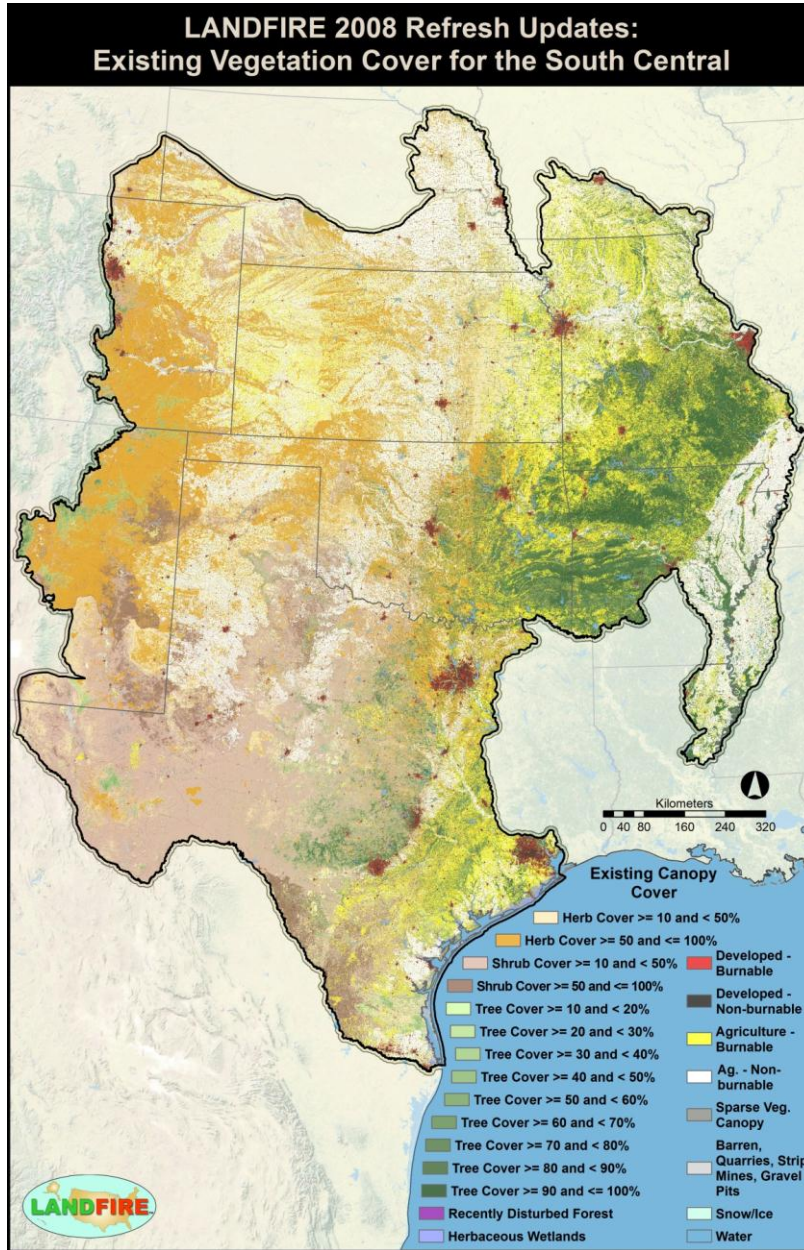 LANDFIRE 2008 Refresh Updates:
Existing Vegetation Cover for the South Central
Kilometers
0 40 80 160 240 320
Existing Canopy
Cover
Herb Cover >= 10 and < 50%
Herb Cover >= 50 and <= 100%
Shrub Cover >= 10 and < 50%
Shrub Cover >= 50 and <= 100%
Tree Cover >= 10 and < 20%
Tree Cover >= 20 and < 30%
Tree Cover >= 30 and < 40%
Tree Cover >= 40 and < 50%
Tree Cover >= 50 and < 60%
Tree Cover >= 60 and < 70%
Tree Cover >= 70 and < 80%
Tree Cover >= 80 and < 90%
Tree Cover >= 90 and <= 100%
Recently Disturbed Forest
Herbaceous Wetlands
Developed -
Burnable
Developed -
Non-burnable
Agriculture -
Burnable
Ag. - Non-
burnable
Sparse Veg.
Canopy
Barren,
Quarries, Strip
Mines, Gravel
Pits
Snow/Ice
Water
LANDFIRE